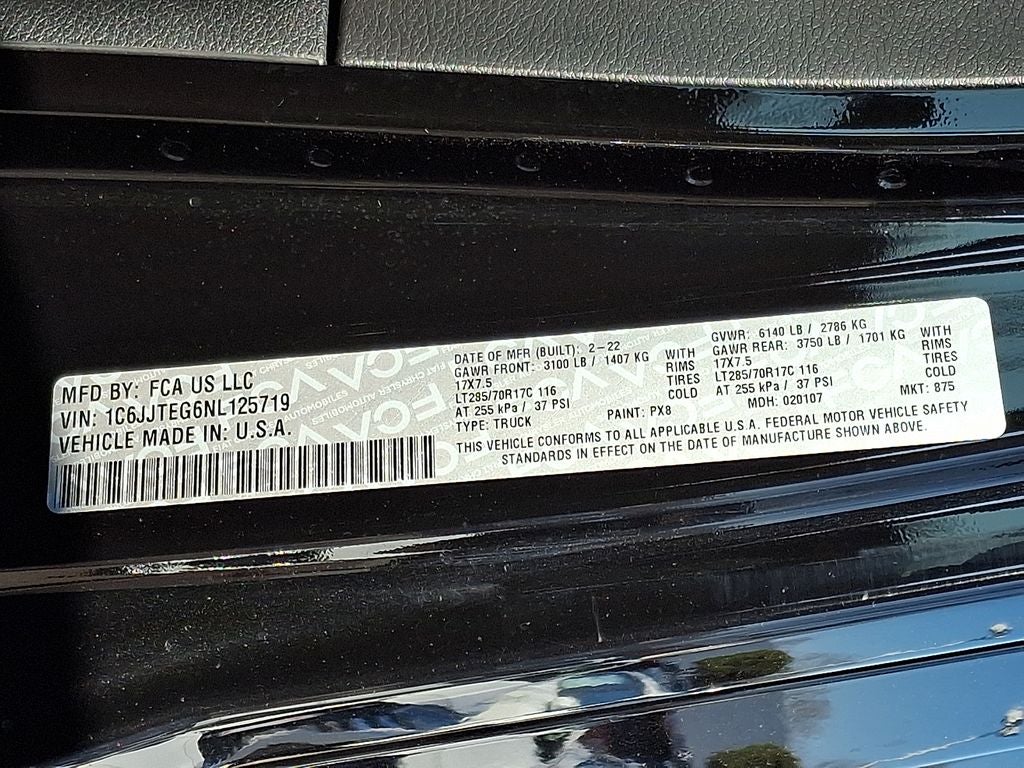 MFD BY: FCA US LLC
VIN: 1C6JJTEG6NL125719
VEHICLE MADE IN: U.S.A.
DATE OF MFR (BUILT): 2-22
GAWR FRONT: 3100 LB / 1407 KG WITH
17X7.5 RIMS
LT285/70R17C 116 TIRES
AT 255 kPa / 37 PSI COLD
TYPE: TRUCK PAINT: PX8
GVWR: 6140 LB / 2786 KG
GAWR REAR: 3750 LB / 1701 KG WITH
17X7.5 RIMS
LT285/70R17C 116 TIRES
AT 255 kPa / 37 PSI COLD
MDH: 020107 MKT: 875
THIS VEHICLE CONFORMS TO ALL APPLICABLE U.S.A. FEDERAL MOTOR VEHICLE SAFETY
STANDARDS IN EFFECT ON THE DATE OF MANUFACTURE SHOWN ABOVE.